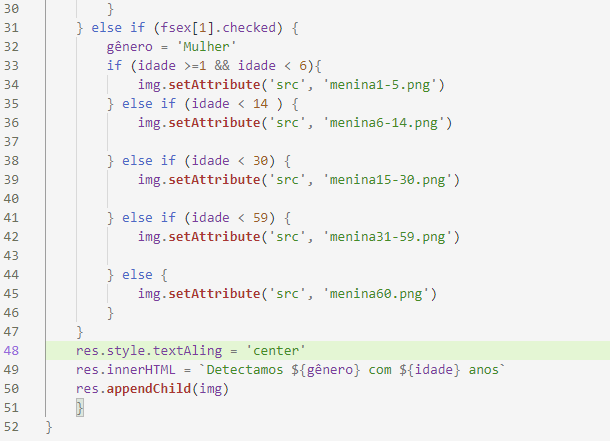 30 }
31 } else if (fsex[1].checked) {
32 gênero = 'Mulher'
33 if (idade >=1 && idade < 6){
34 img.setAttribute('src', 'menina1-5.png')
35 } else if (idade < 14 ) {
36 img.setAttribute('src', 'menina6-14.png')
37
38 } else if (idade < 30) {
39 img.setAttribute('src', 'menina15-30.png')
40
41 } else if (idade < 59) {
42 img.setAttribute('src', 'menina31-59.png')
43
44 } else {
45 img.setAttribute('src', 'menina60.png')
46 }
47 }
48 res.style.textAling = 'center'
49 res.innerHTML = `Detectamos ${gênero} com ${idade} anos`
50 res.appendChild(img)
51 }
52 }